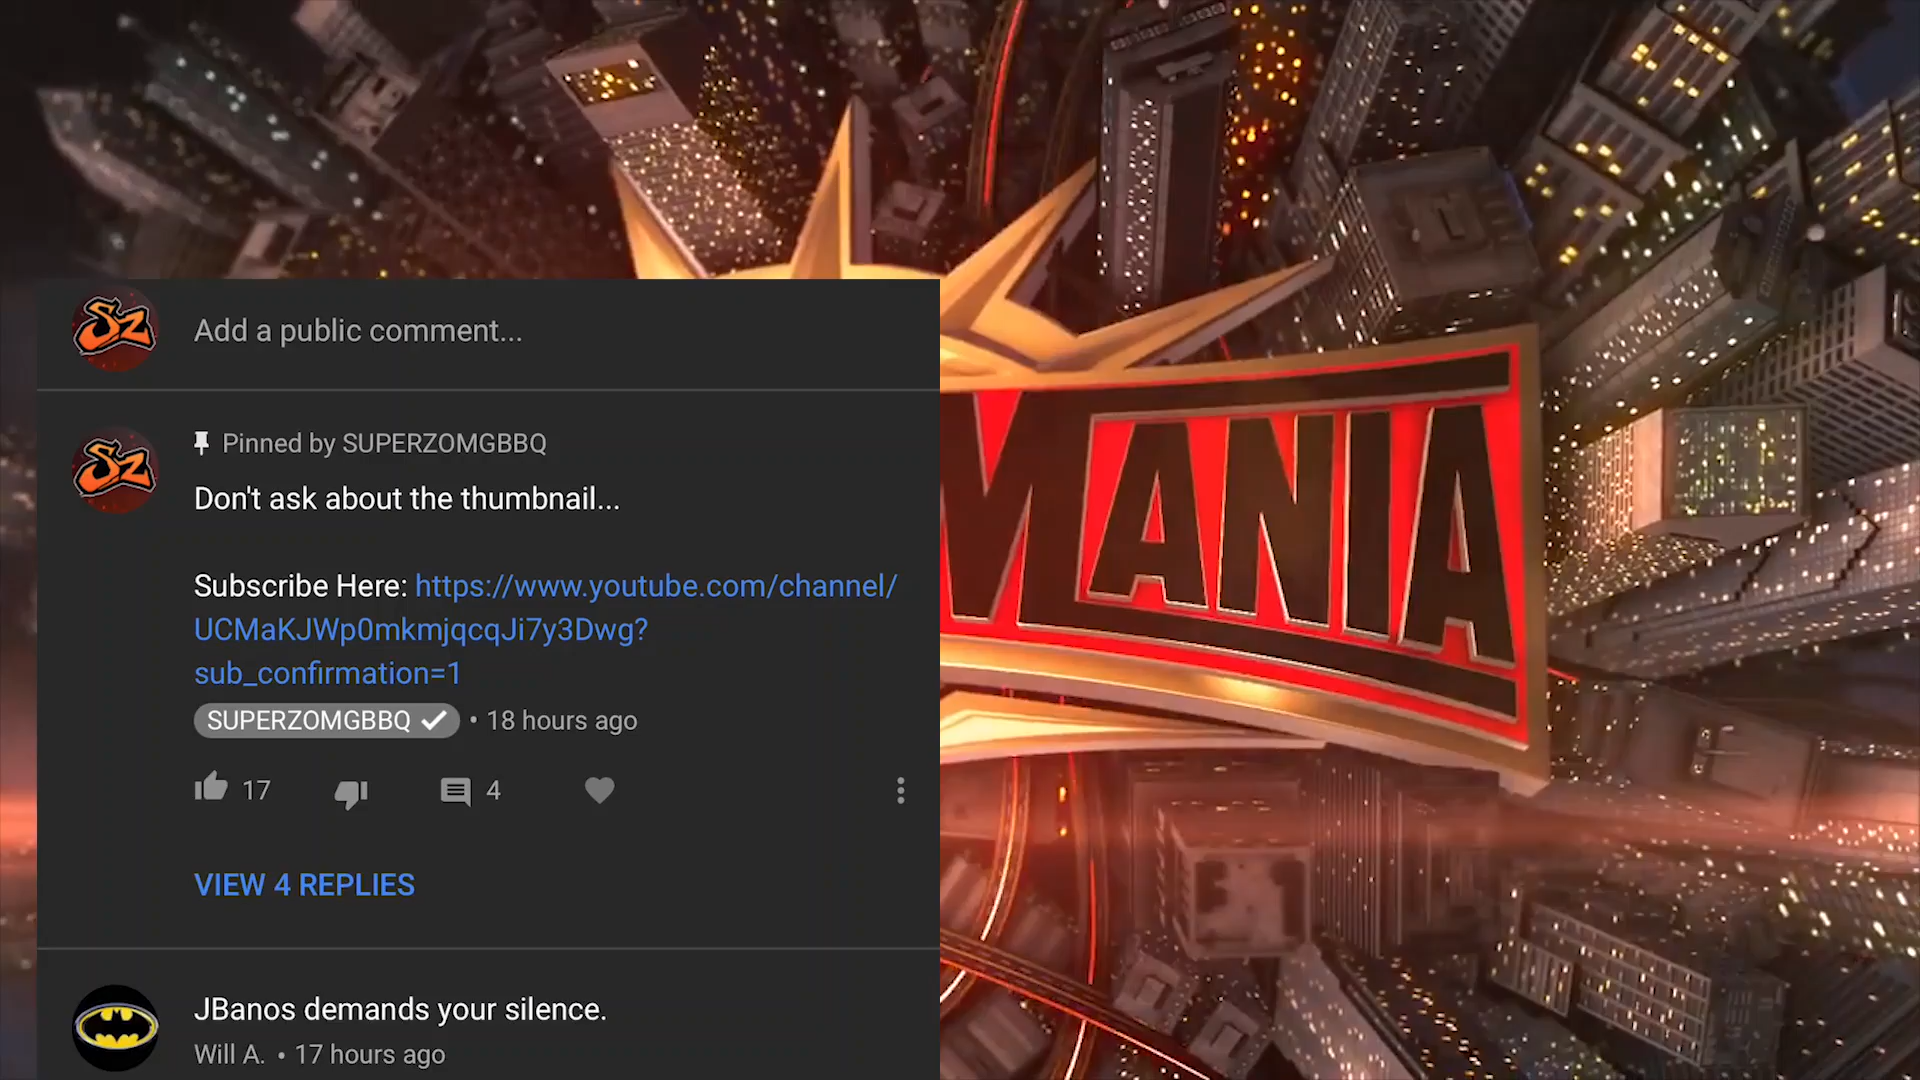 Add a public comment...
Pinned by SUPERZOMGBBQ
Don't ask about the thumbnail...
Subscribe Here: https://www.youtube.com/channel/
UCMaKJWp0mkmjqcqJi7y3Dwg?
sub_confirmation=1
SUPERZOMGBBQ • 18 hours ago
17 4
VIEW 4 REPLIES
JBanos demands your silence.
Will A. • 17 hours ago
MANIA
SZ
SZ